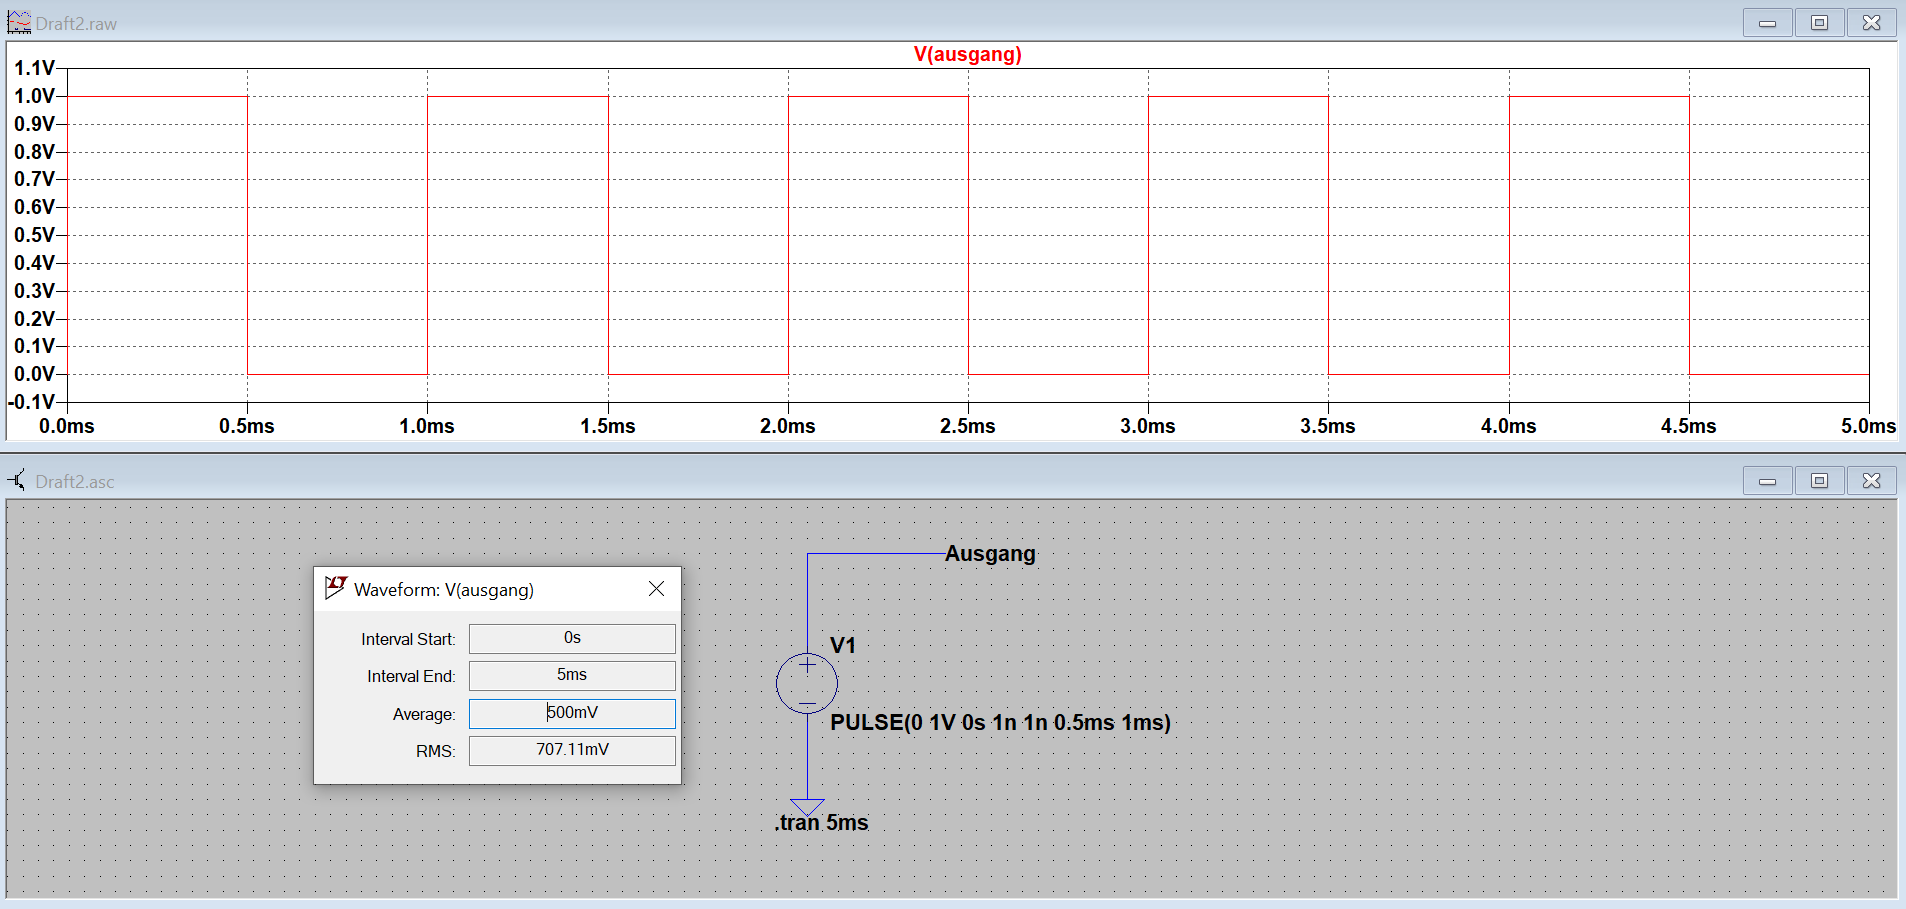 Draft2.raw
V(ausgang)
1.1V
1.0V
0.9V
0.8V
0.7V
0.6V
0.5V
0.4V
0.3V
0.2V
0.1V
0.0V
-0.1V
0.0ms 0.5ms 1.0ms 1.5ms 2.0ms 2.5ms 3.0ms 3.5ms 4.0ms 4.5ms 5.0ms
Draft2.asc
Ausgang
Waveform: V(ausgang)
Interval Start: 0s
Interval End: 5ms
Average: 500mV
RMS: 707.11mV
V1
PULSE(0 1V 0s 1n 1n 0.5ms 1ms)
.tran 5ms